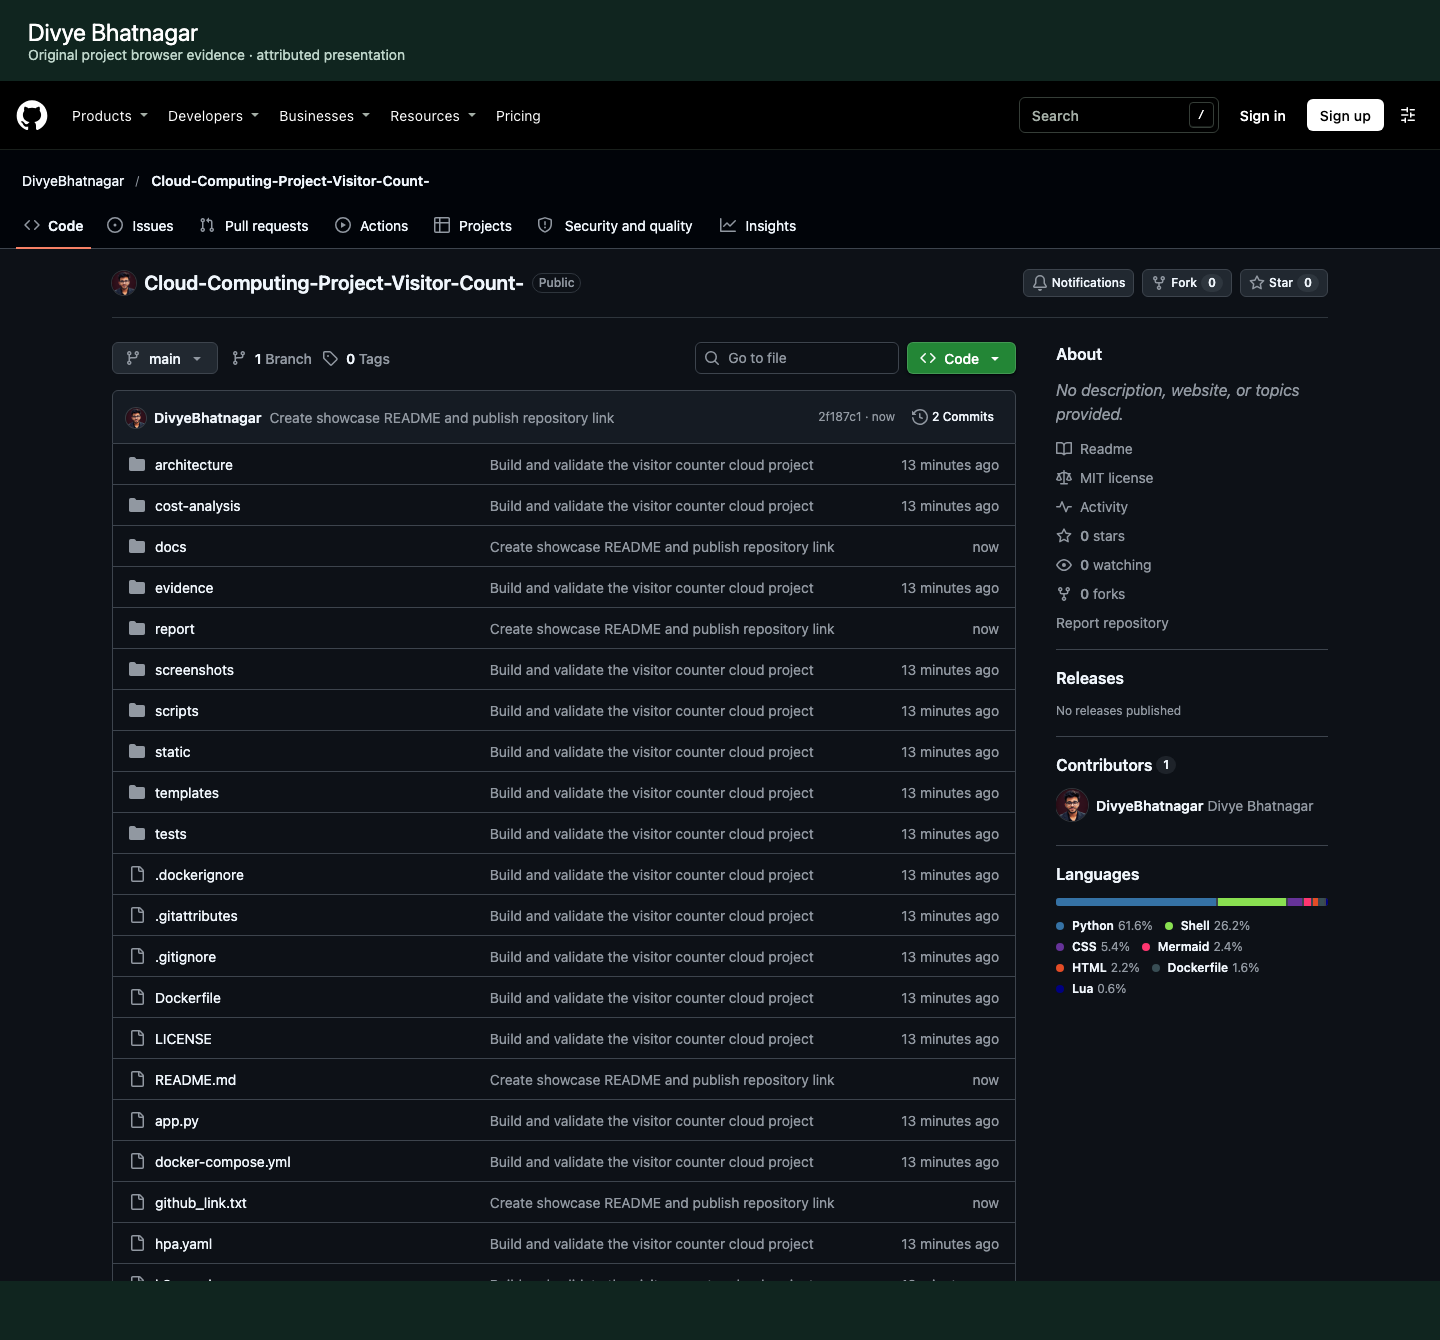 Divye Bhatnagar
Original project browser evidence · attributed presentation
Products Developers Businesses Resources Pricing Search / Sign in Sign up
DivyeBhatnagar / Cloud-Computing-Project-Visitor-Count-
Code Issues Pull requests Actions Projects Security and quality Insights
Cloud-Computing-Project-Visitor-Count- Public Notifications Fork 0 Star 0
main 1 Branch 0 Tags Go to file Code
DivyeBhatnagar Create showcase README and publish repository link 2f187c1 · now 2 Commits
architecture Build and validate the visitor counter cloud project 13 minutes ago
cost-analysis Build and validate the visitor counter cloud project 13 minutes ago
docs Create showcase README and publish repository link now
evidence Build and validate the visitor counter cloud project 13 minutes ago
report Create showcase README and publish repository link now
screenshots Build and validate the visitor counter cloud project 13 minutes ago
scripts Build and validate the visitor counter cloud project 13 minutes ago
static Build and validate the visitor counter cloud project 13 minutes ago
templates Build and validate the visitor counter cloud project 13 minutes ago
tests Build and validate the visitor counter cloud project 13 minutes ago
.dockerignore Build and validate the visitor counter cloud project 13 minutes ago
.gitattributes Build and validate the visitor counter cloud project 13 minutes ago
.gitignore Build and validate the visitor counter cloud project 13 minutes ago
Dockerfile Build and validate the visitor counter cloud project 13 minutes ago
LICENSE Build and validate the visitor counter cloud project 13 minutes ago
README.md Create showcase README and publish repository link now
app.py Build and validate the visitor counter cloud project 13 minutes ago
docker-compose.yml Build and validate the visitor counter cloud project 13 minutes ago
github_link.txt Create showcase README and publish repository link now
hpa.yaml Build and validate the visitor counter cloud project 13 minutes ago
About
No description, website, or topics
provided.
Readme
MIT license
Activity
0 stars
0 watching
0 forks
Report repository
Releases
No releases published
Contributors 1
DivyeBhatnagar Divye Bhatnagar
Languages
Python 61.6% Shell 26.2%
CSS 5.4% Mermaid 2.4%
HTML 2.2% Dockerfile 1.6%
Lua 0.6%